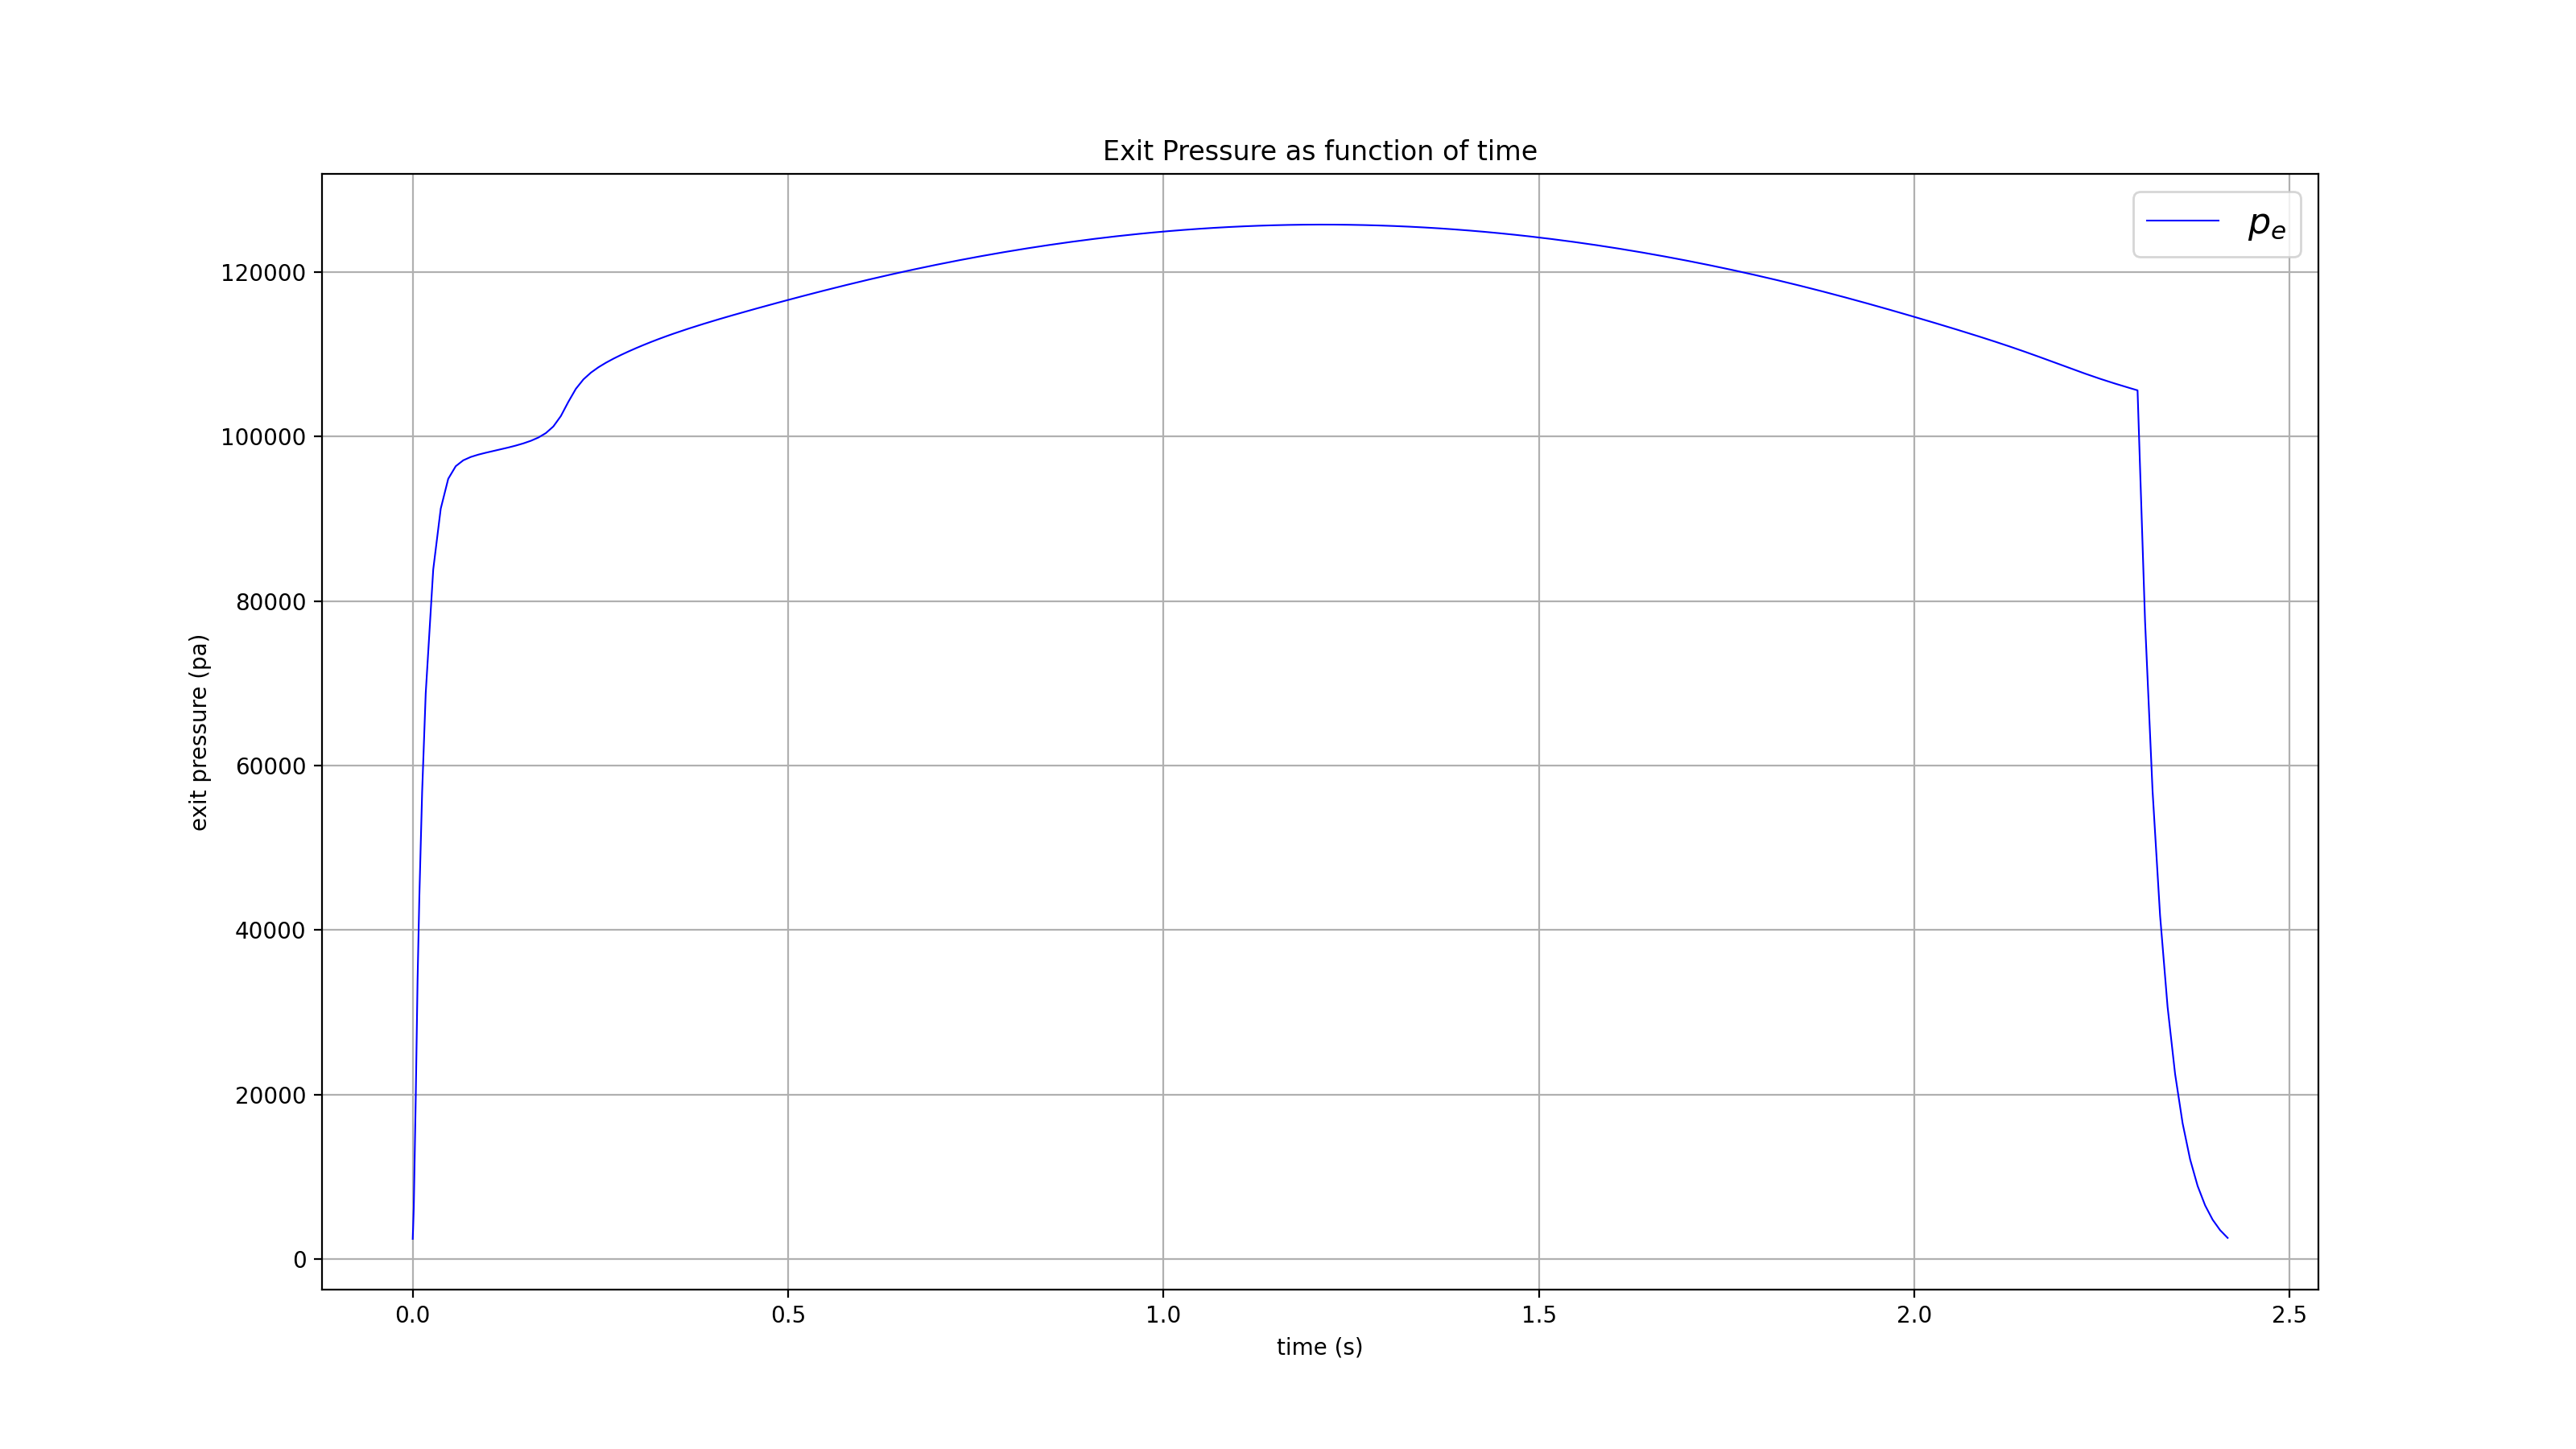 Exit Pressure as function of time
pₑ
120000
100000
80000
60000
40000
20000
0
exit pressure (pa)
0.0 0.5 1.0 1.5 2.0 2.5
time (s)